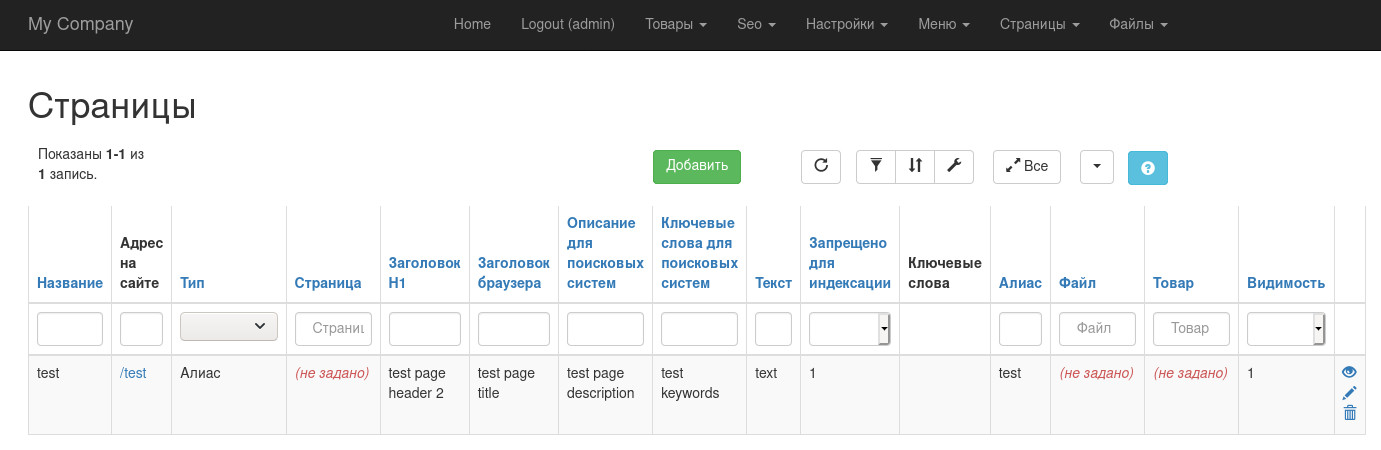 My Company Home Logout (admin) Товары Seo Настройки Меню Страницы Файлы
Страницы
Показаны 1-1 из
1 запись.
Добавить
Все
Название
Адрес
на
сайте
Тип
Страница
Заголовок
H1
Заголовок
браузера
Описание
для
поисковых
систем
Ключевые
слова для
поисковых
систем
Текст
Запрещено
для
индексации
Ключевые
слова
Алиас
Файл
Товар
Видимость
Файл
Товар
test
/test
Алиас
(не задано)
test page
header 2
test page
title
test page
description
test
keywords
text
1
test
(не задано)
(не задано)
1